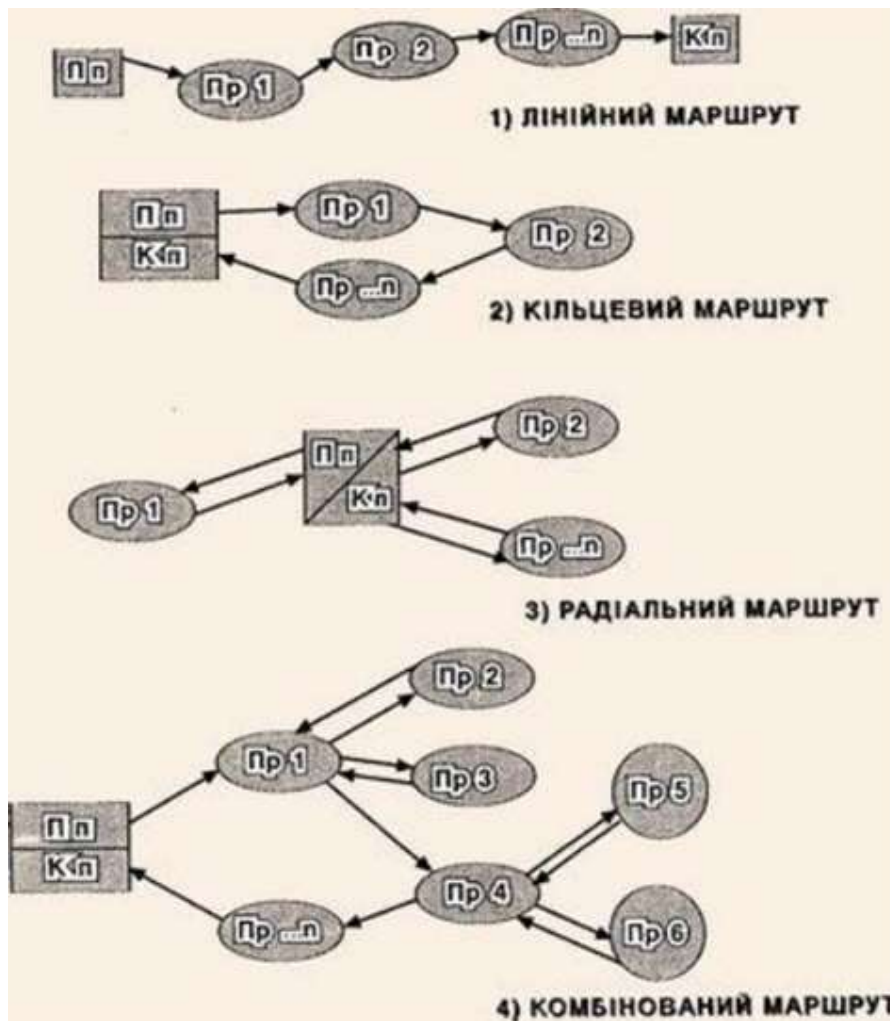 Пп
Пр 1
Пр 2
Пр ...n
Кп
1) ЛІНІЙНИЙ МАРШРУТ
Пп
Кп
Пр 1
Пр 2
Пр ...n
2) КІЛЬЦЕВИЙ МАРШРУТ
Пр 1
Пп
Кп
Пр 2
Пр ...n
3) РАДІАЛЬНИЙ МАРШРУТ
Пр 2
Пр 1
Пр 3
Пр 5
Пп
Кп
Пр 4
Пр ...n
Пр 6
4) КОМБІНОВАНИЙ МАРШРУТ